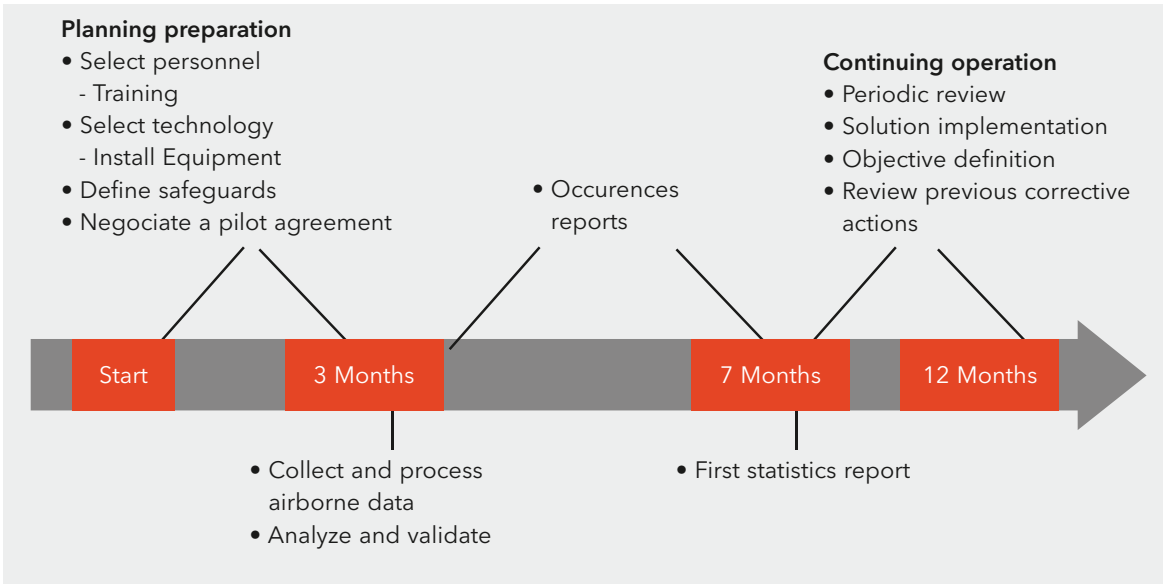 Planning preparation
• Select personnel
- Training
• Select technology
- Install Equipment
• Define safeguards
• Negociate a pilot agreement
• Occurences
reports
Continuing operation
• Periodic review
• Solution implementation
• Objective definition
• Review previous corrective
actions
Start
3 Months
7 Months
12 Months
• Collect and process
airborne data
• Analyze and validate
• First statistics report